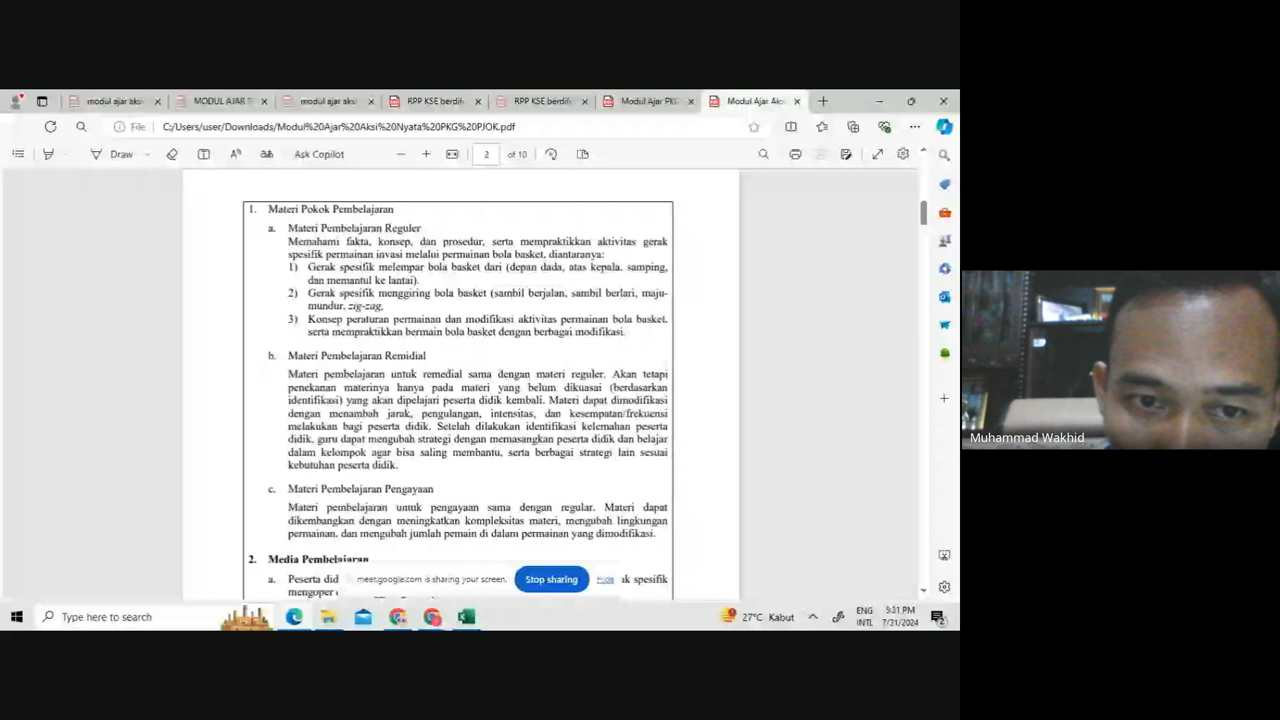 modul ajar aksi
MODUL AJAR
modul ajar aksi
RPP KSE berdif
RPP KSE berdif
Modul Ajar PKG
Modul Ajar Aks
File
C:/Users/user/Downloads/Modul%20Ajar%20Aksi%20Nyata%20PKG%20PJOK.pdf
Draw
Ask Copilot
2 of 10
1. Materi Pokok Pembelajaran
a. Materi Pembelajaran Reguler
Memahami fakta, konsep, dan prosedur, serta mempraktikkan aktivitas gerak
spesifik permainan invasi melalui permainan bola basket, diantaranya:
1) Gerak spesifik melempar bola basket dari (depan dada, atas kepala. samping,
dan memantul ke lantai).
2) Gerak spesifik menggiring bola basket (sambil berjalan, sambil berlari, maju-
mundur, zig-zag,
3) Konsep peraturan permainan dan modifikasi aktivitas permainan bola basket.
serta mempraktikkan bermain bola basket dengan berbagai modifikasi.
b. Materi Pembelajaran Remidial
Materi pembelajaran untuk remedial sama dengan materi reguler. Akan tetapi
penekanan materinya hanya pada materi yang belum dikuasai (berdasarkan
identifikasi) yang akan dipelajari peserta didik kembali. Materi dapat dimodifikasi
dengan menambah jarak, pengulangan, intensitas, dan kesempatan/frekuensi
melakukan bagi peserta didik. Setelah dilakukan identifikasi kelemahan peserta
didik, guru dapat mengubah strategi dengan memasangkan peserta didik dan belajar
dalam kelompok agar bisa saling membantu, serta berbagai strategi lain sesuai
kebutuhan peserta didik.
c. Materi Pembelajaran Pengayaan
Materi pembelajaran untuk pengayaan sama dengan regular. Materi dapat
dikembangkan dengan meningkatkan kompleksitas materi, mengubah lingkungan
permainan, dan mengubah jumlah pemain di dalam permainan yang dimodifikasi.
2. Media Pembelajaran
a. Peserta did
uk spesifik
mengoper
meet.google.com is sharing your screen.
Stop sharing
Hide
Muhammad Wakhid
Type here to search
27°C Kabut
ENG
INTL
5:31 PM
7/31/2024